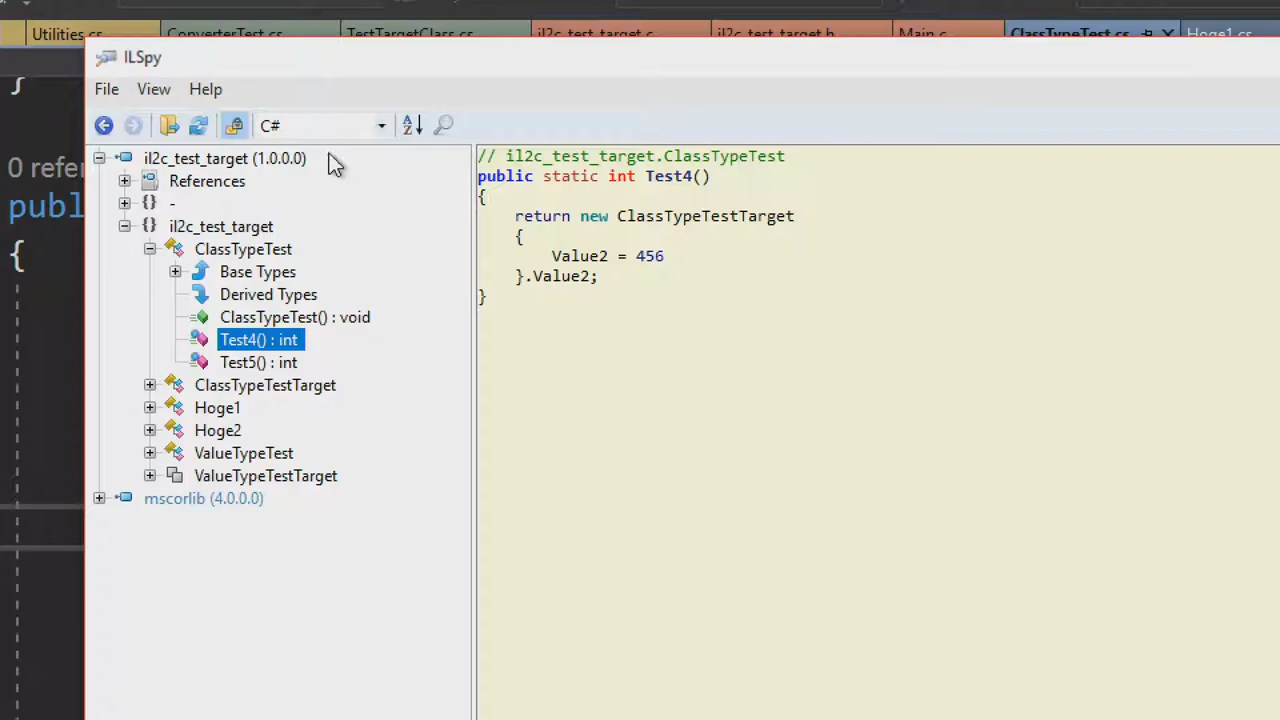 Utilities.cs ConverterTest.cs TestTargetClass.cs il2c_test_target.c il2c_test_target.h Main.c ClassTypeTest.cs Hoge1.cs
ILSpy
File View Help
C#
}
0 refer
publ
{
il2c_test_target (1.0.0.0)
References
{} -
{} il2c_test_target
ClassTypeTest
Base Types
Derived Types
ClassTypeTest() : void
Test4() : int
Test5() : int
ClassTypeTestTarget
Hoge1
Hoge2
ValueTypeTest
ValueTypeTestTarget
mscorlib (4.0.0.0)
// il2c_test_target.ClassTypeTest
public static int Test4()
{
return new ClassTypeTestTarget
{
Value2 = 456
}.Value2;
}